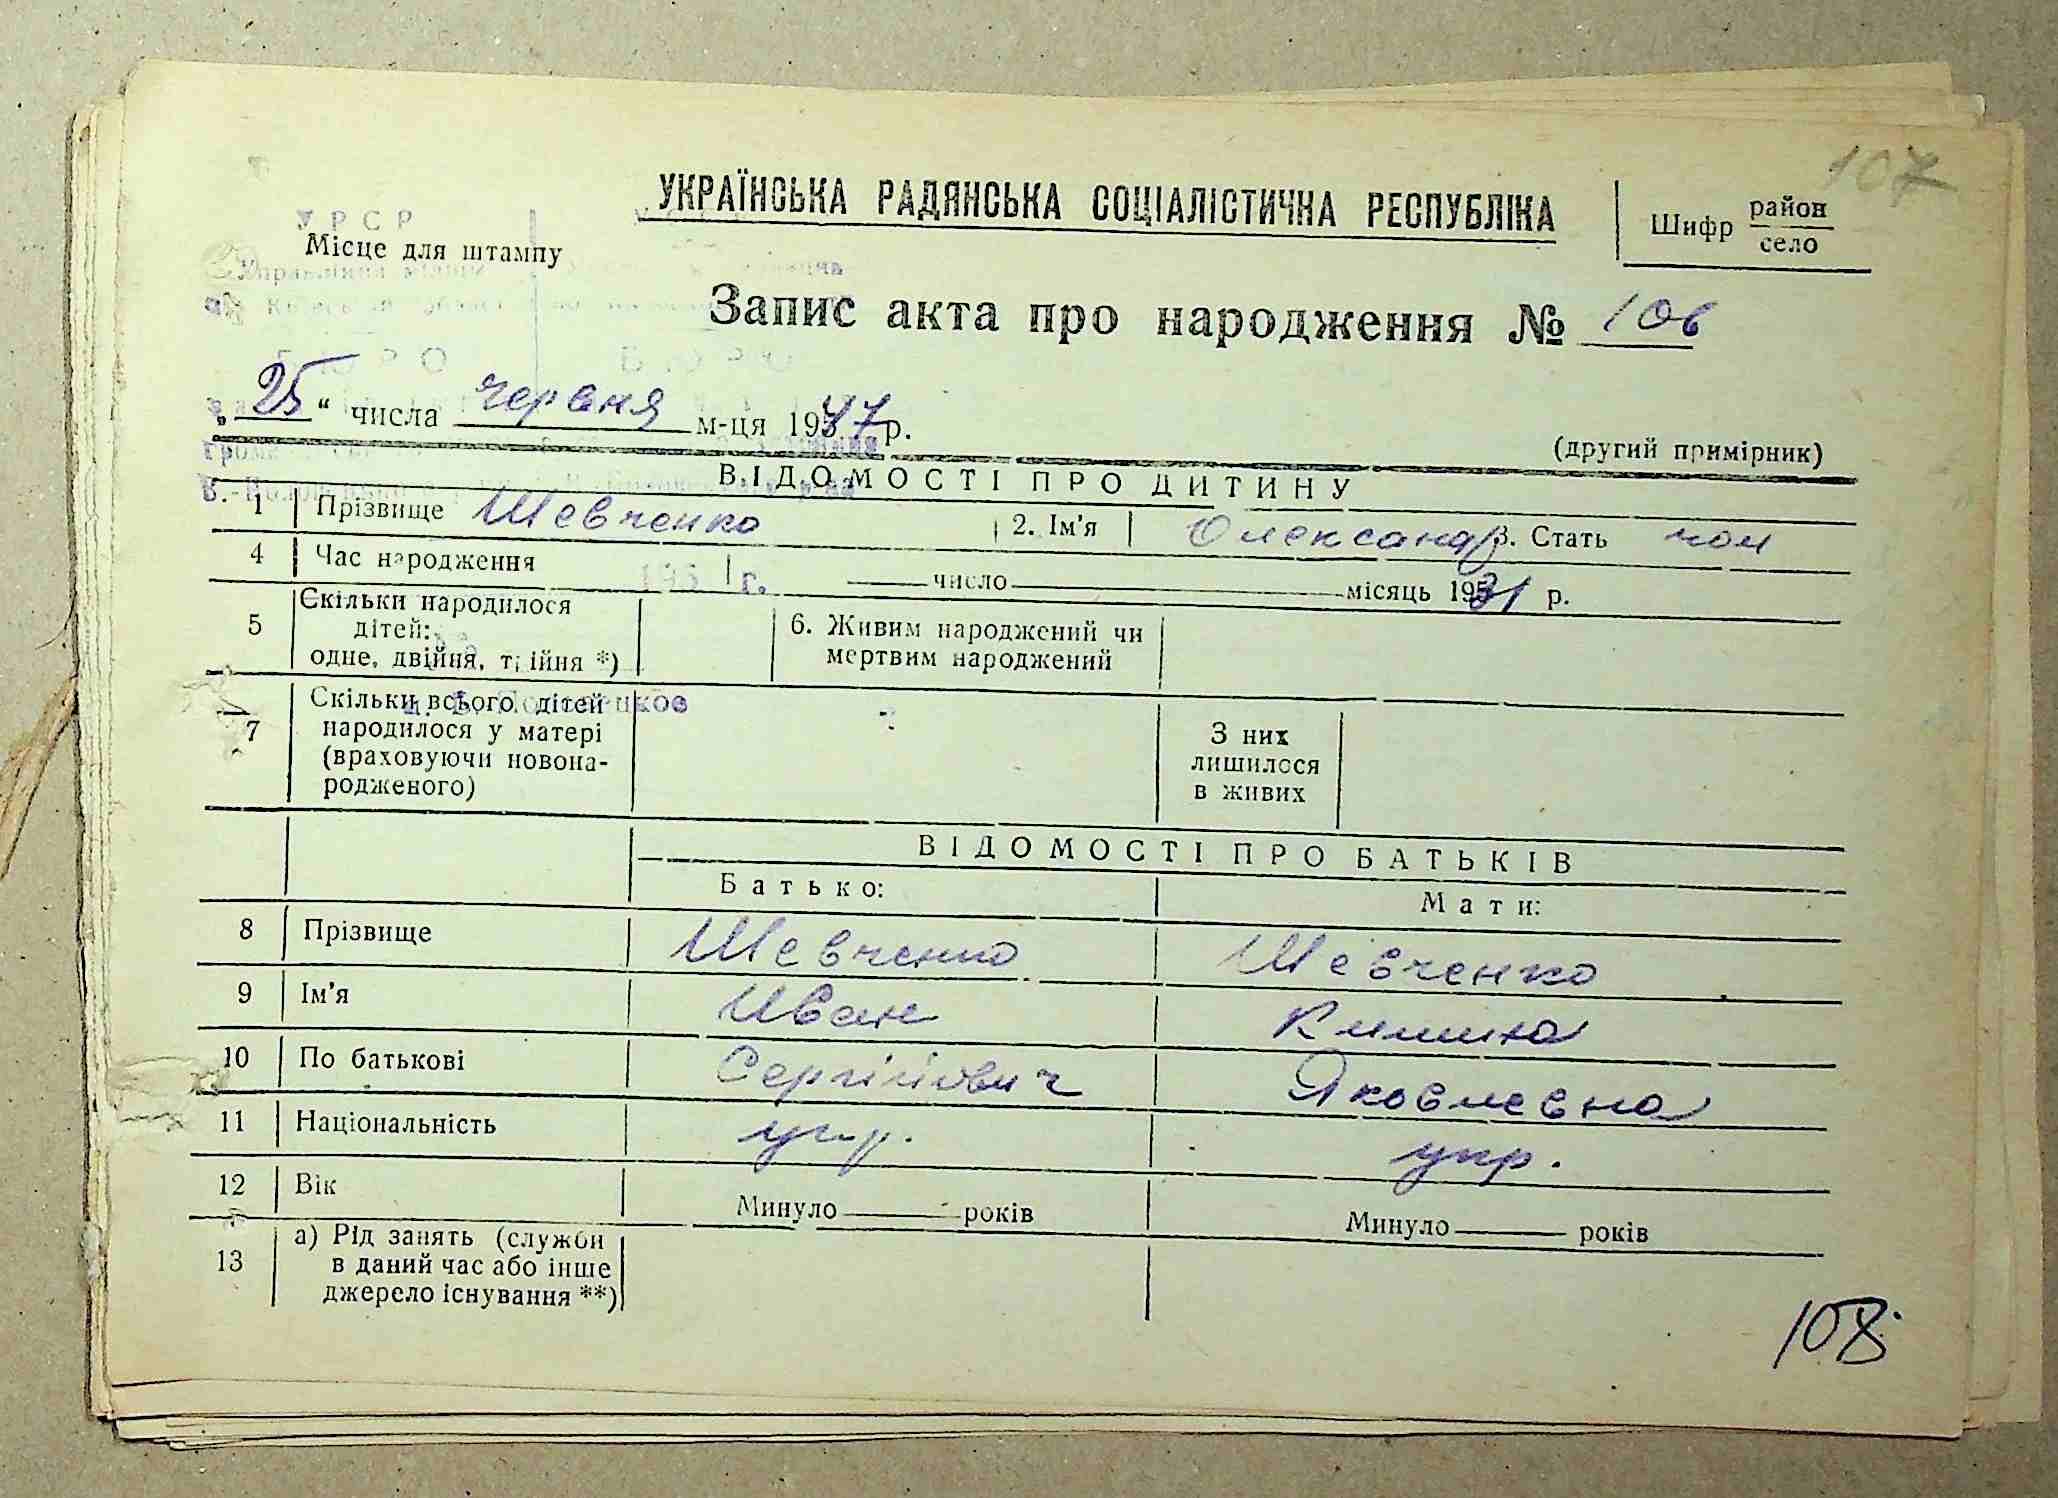 107
УКРАЇНСЬКА РАДЯНСЬКА СОЦІАЛІСТИЧНА РЕСПУБЛІКА
Шифр район
село
УРСР
Місце для штампу
Запис акта про народження № 106
„25“ числа червня м-ця 1947 р.
(другий примірник)
ВІДОМОСТІ ПРО ДИТИНУ
1 Прізвище Шевченко 2. Ім'я Олександр 3. Стать чол
4 Час народження число місяць 1931 р.
5 Скільки народилося
дітей:
одне, двійня, трійня *)
6. Живим народжений чи
мертвим народжений
7 Скільки всього дітей
народилося у матері
(враховуючи новона-
родженого)
З них
лишилося
в живих
ВІДОМОСТІ ПРО БАТЬКІВ
Батько: Мати:
8 Прізвище Шевченко Шевченко
9 Ім'я Иван
10 По батькові Сергійович Яковлевна
11 Національність укр. укр.
12 Вік Минуло років Минуло років
13 а) Рід занять (служби
в даний час або інше
джерело існування **)
108